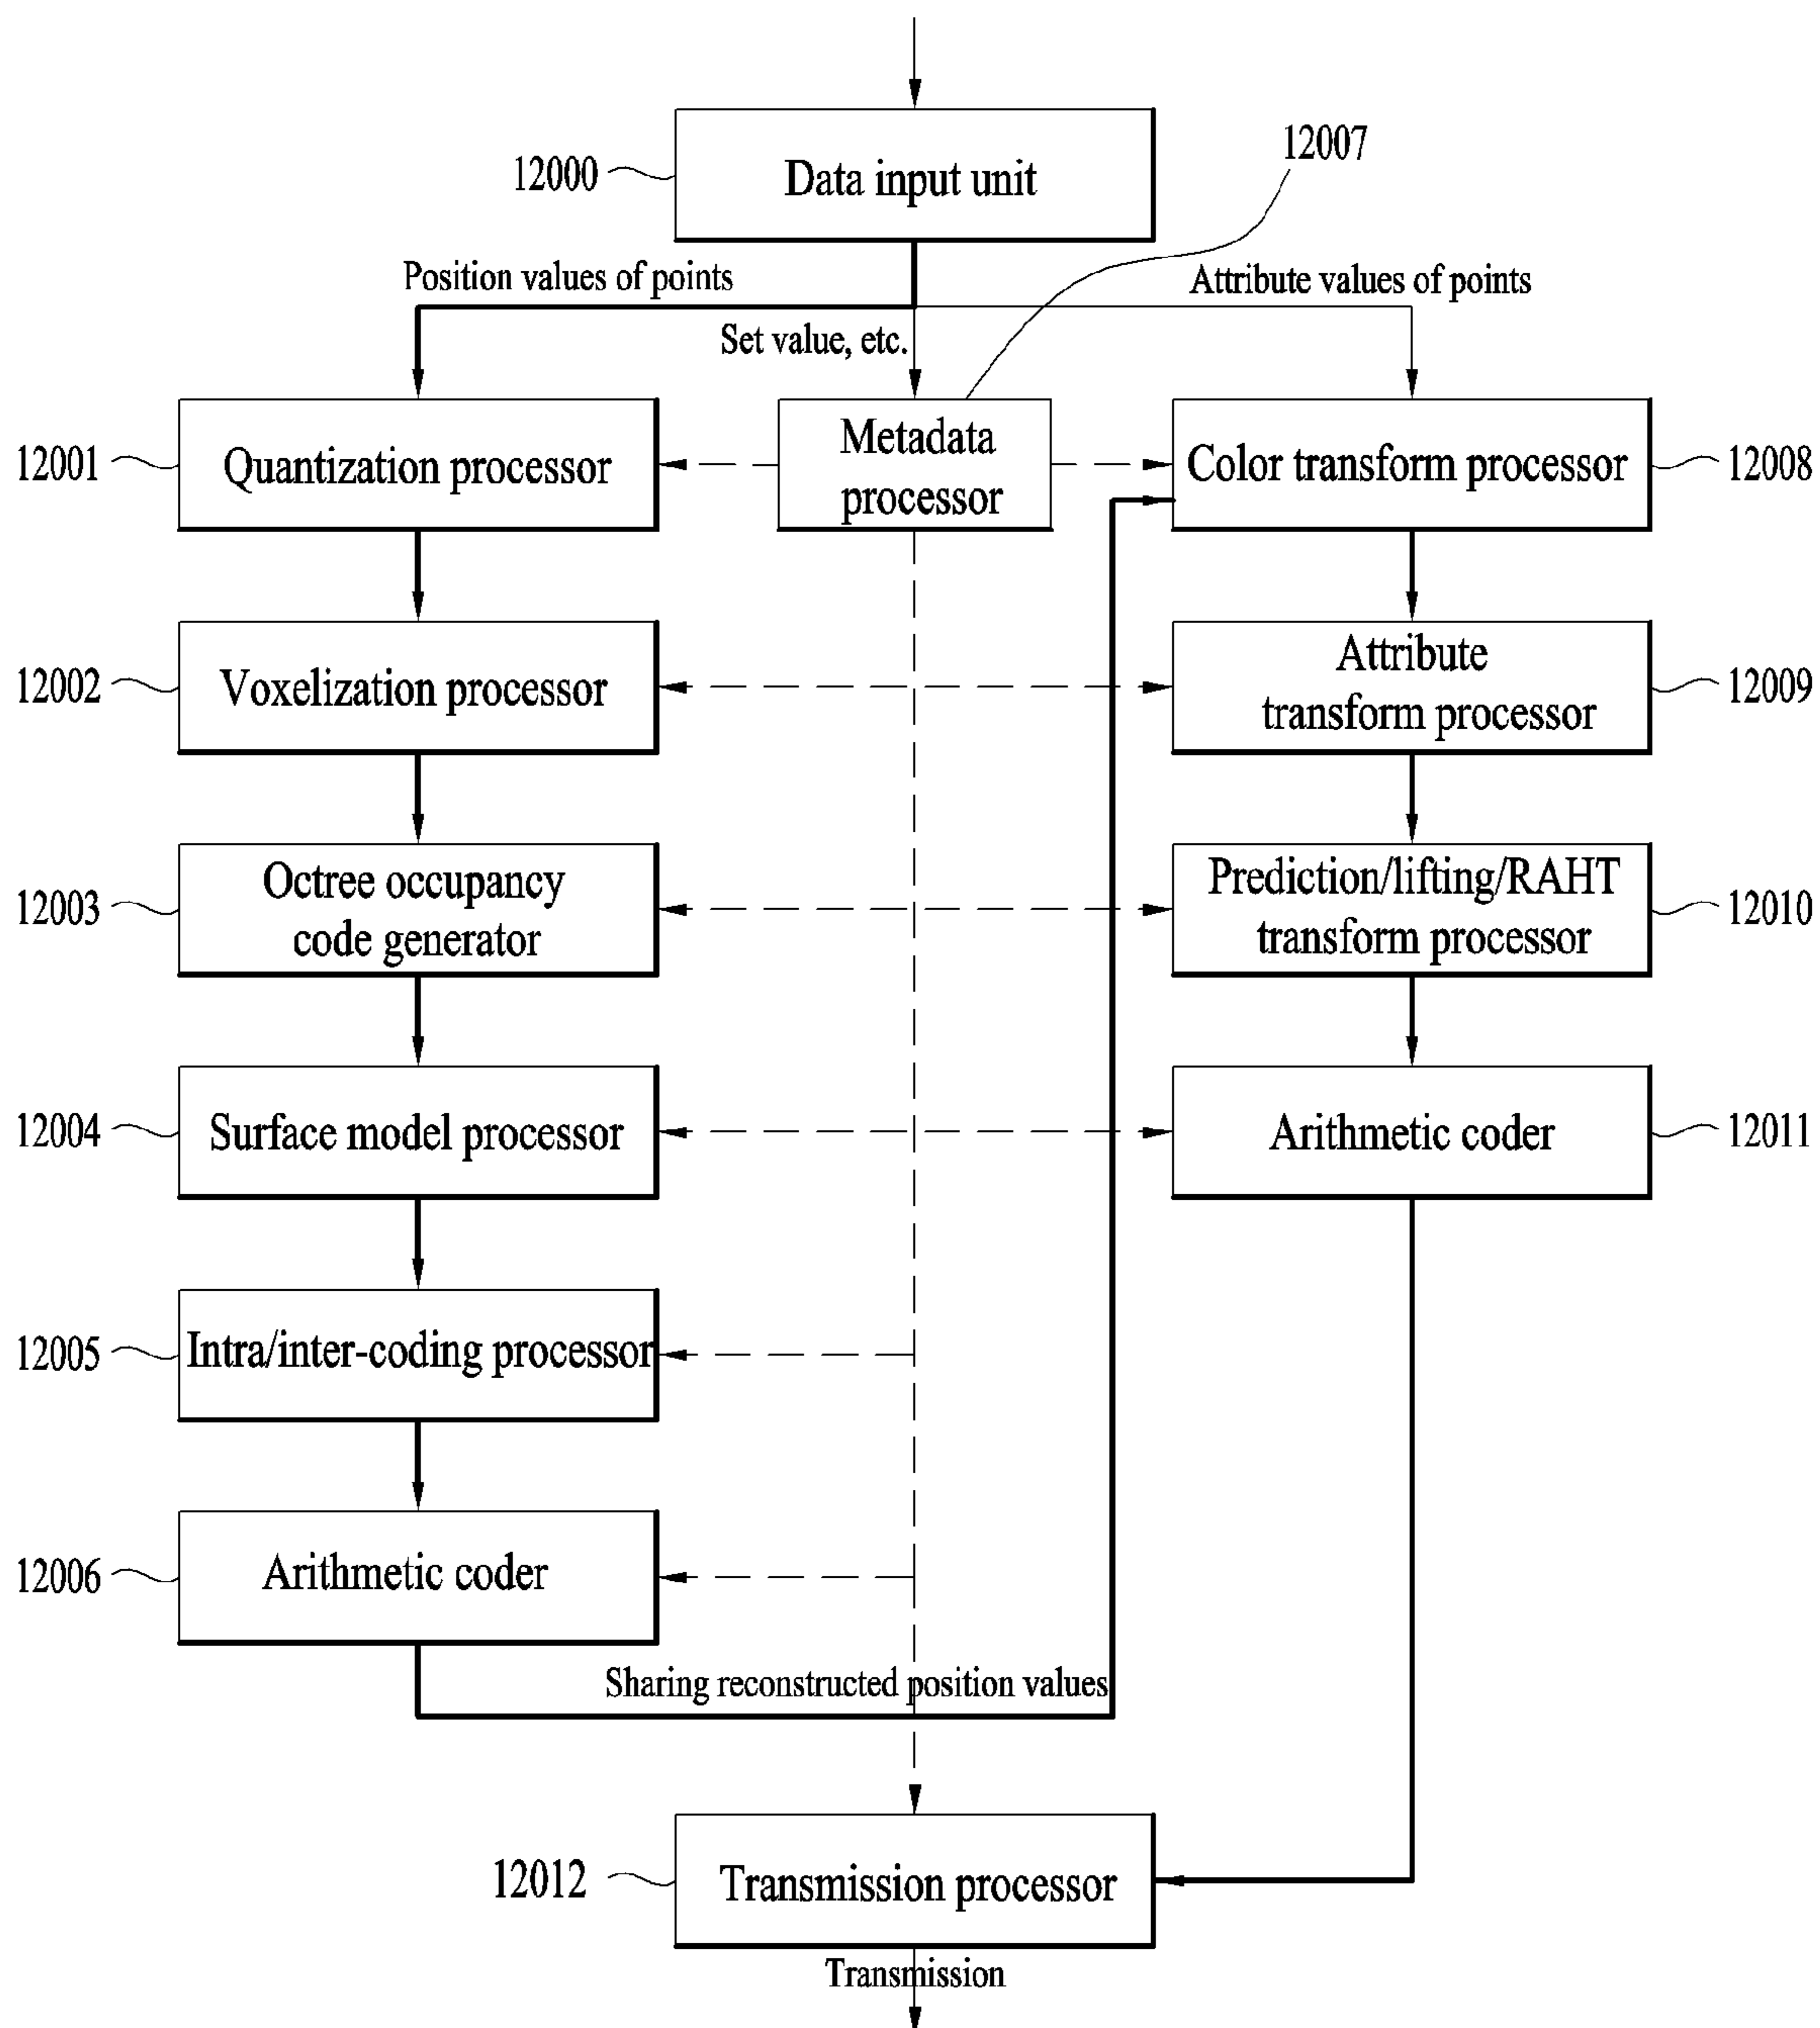 12000
Data input unit
12007
Position values of points
Attribute values of points
Set value, etc.
12001
Quantization processor
Metadata
processor
Color transform processor
12008
12002
Voxelization processor
Attribute
transform processor
12009
12003
Octree occupancy
code generator
Prediction/lifting/RAHT
transform processor
12010
12004
Surface model processor
Arithmetic coder
12011
12005
Intra/inter-coding processor
12006
Arithmetic coder
Sharing reconstructed position values
12012
Transmission processor
Transmission